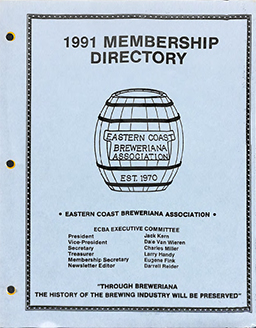 1991 MEMBERSHIP
DIRECTORY
EASTERN COAST
BREWERIANA
ASSOCIATION
EST. 1970
• EASTERN COAST BREWERIANA ASSOCIATION •
ECBA EXECUTIVE COMMITTEE
President Jack Kern
Vice-President Dale Van Wieren
Secretary Charles Miller
Treasurer Larry Handy
Membership Secretary Eugene Fink
Newsletter Editor Darrell Reider
"THROUGH BREWERIANA
THE HISTORY OF THE BREWING INDUSTRY WILL BE PRESERVED"